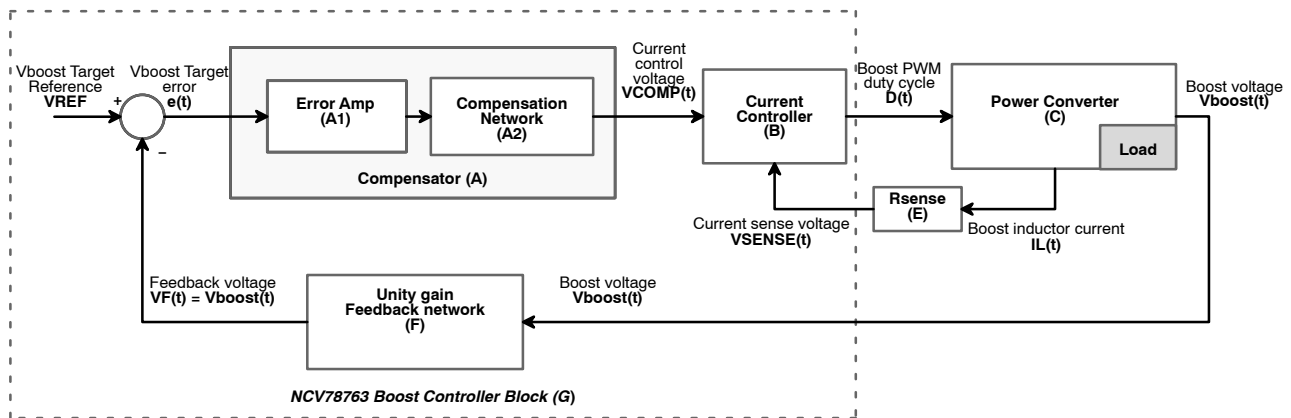 Vboost Target
Reference
VREF
+
−
Vboost Target
error
e(t)
Error Amp
(A1)
Compensation
Network
(A2)
Compensator (A)
Current
control
voltage
VCOMP(t)
Current
Controller
(B)
Boost PWM
duty cycle
D(t)
Power Converter
(C)
Load
Boost voltage
Vboost(t)
Rsense
(E)
Current sense voltage
VSENSE(t)
Boost inductor current
IL(t)
Feedback voltage
VF(t) = Vboost(t)
Unity gain
Feedback network
(F)
Boost voltage
Vboost(t)
NCV78763 Boost Controller Block (G)